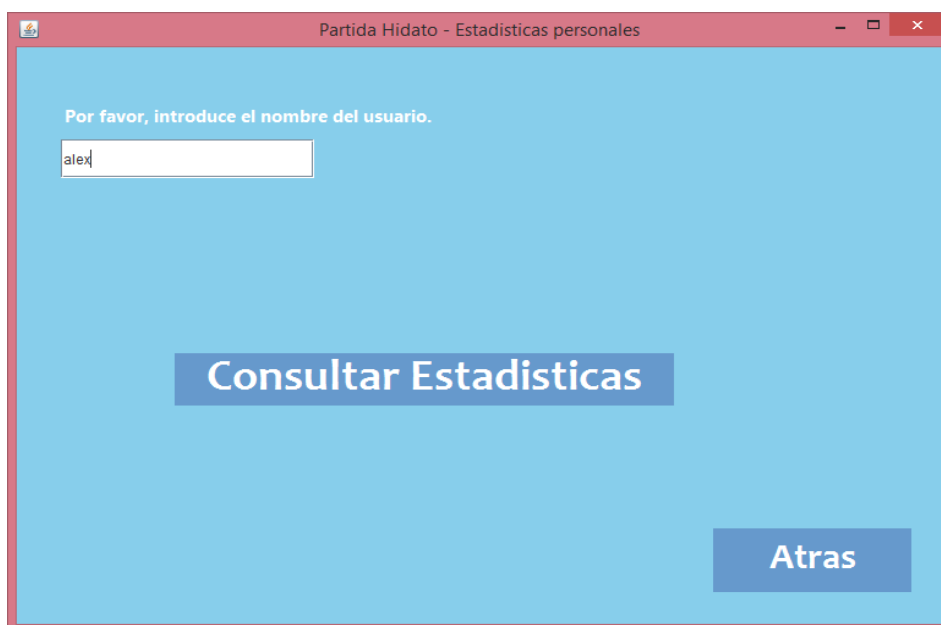 Partida Hidato - Estadisticas personales
Por favor, introduce el nombre del usuario.
alex
Consultar Estadisticas
Atras